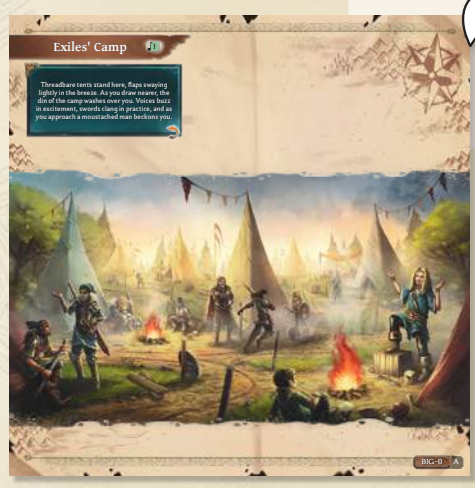 Exiles' Camp
Threadbare tents stand here, flaps swaying
lightly in the breeze. As you draw nearer, the
din of the camp washes over you. Voices buzz
in excitement, swords clang in practice, and as
you approach a moustached man beckons you.
BIG-0 A